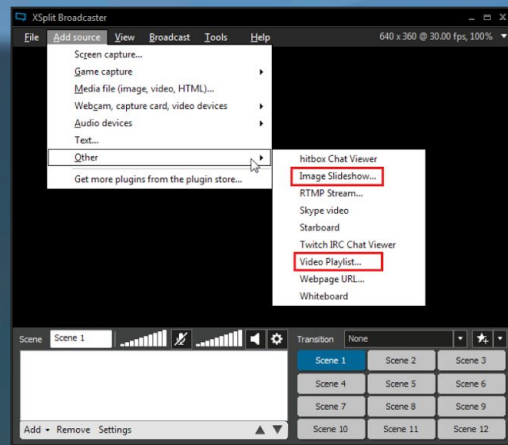 XSplit Broadcaster
File Add source View Broadcast Tools Help 640 x 360 @ 30.00 fps, 100%
Screen capture...
Game capture
Media file (image, video, HTML)...
Webcam, capture card, video devices
Audio devices
Text...
Other
Get more plugins from the plugin store...
hitbox Chat Viewer
Image Slideshow...
RTMP Stream...
Skype video
Starboard
Twitch IRC Chat Viewer
Video Playlist...
Webpage URL...
Whiteboard
Scene Scene 1 Transition None
Scene 1 Scene 2 Scene 3
Scene 4 Scene 5 Scene 6
Scene 7 Scene 8 Scene 9
Add Remove Settings Scene 10 Scene 11 Scene 12